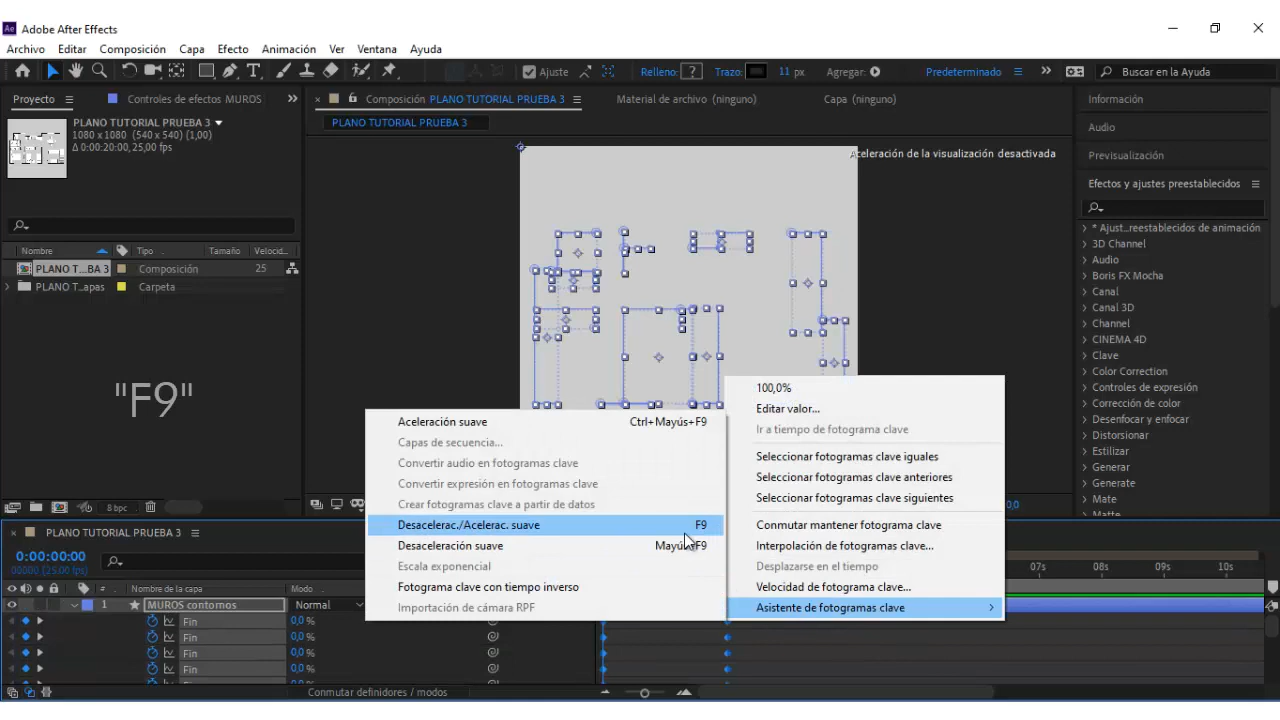 Adobe After Effects
Archivo Editar Composición Capa Efecto Animación Ver Ventana Ayuda
Ajuste Relleno: ? Trazo: 11 px Agregar: Predeterminado Buscar en la Ayuda
Proyecto Controles de efectos MUROS Composición PLANO TUTORIAL PRUEBA 3 Material de archivo (ninguno) Capa (ninguno) Información
PLANO TUTORIAL PRUEBA 3
PLANO TUTORIAL PRUEBA 3
1080 x 1080 (540 x 540) (1,00)
Δ 0:00:20:00, 25,00 fps
Audio
Previsualización
Aceleración de la visualización desactivada
Efectos y ajustes preestablecidos
* Ajust...reestablecidos de animación
3D Channel
Audio
Boris FX Mocha
Canal
Canal 3D
Channel
CINEMA 4D
Clave
Color Correction
Controles de expresión
Corrección de color
Desenfocar y enfocar
Distorsionar
Estilizar
Generar
Generate
Mate
Matte
Nombre Tipo Tamaño Velocid...
PLANO T...BA 3 Composición 25
PLANO T...apas Carpeta
"F9"
100,0%
Editar valor...
Ir a tiempo de fotograma clave
Seleccionar fotogramas clave iguales
Seleccionar fotogramas clave anteriores
Seleccionar fotogramas clave siguientes
Conmutar mantener fotograma clave
Interpolación de fotogramas clave...
Desplazarse en el tiempo
Velocidad de fotograma clave...
Asistente de fotogramas clave
Aceleración suave Ctrl+Mayús+F9
Capas de secuencia...
Convertir audio en fotogramas clave
Convertir expresión en fotogramas clave
Crear fotogramas clave a partir de datos
Desacelerac./Acelerac. suave F9
Desaceleración suave
Escala exponencial
Fotograma clave con tiempo inverso
Importación de cámara RPF
8 bpc
PLANO TUTORIAL PRUEBA 3
0:00:00:00
00000 (25.00 fps)
07s 08s 09s 10s
# Nombre de la capa Modo
1 MUROS contornos Normal
Fin 0,0 %
Fin 0,0 %
Fin 0,0 %
Fin 0,0 %
Conmutar definidores / modos